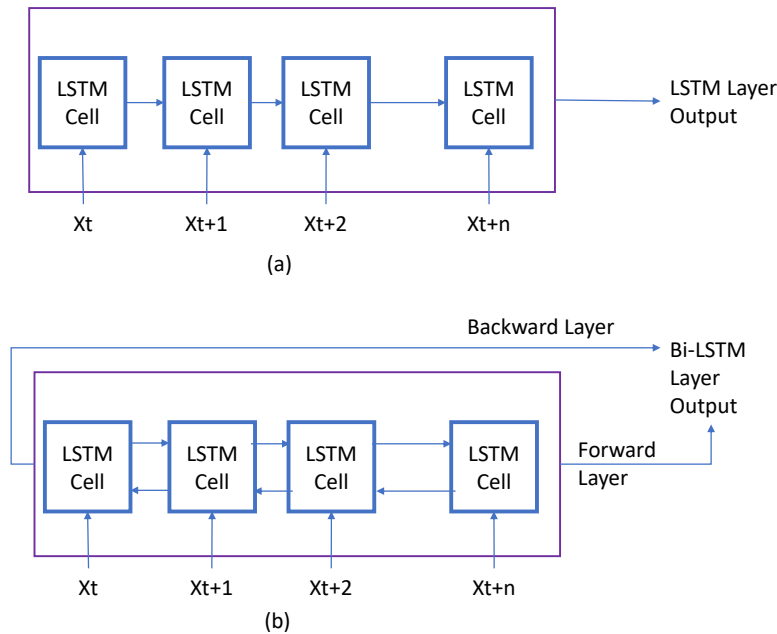 LSTM
Cell
LSTM
Cell
LSTM
Cell
LSTM
Cell
LSTM Layer
Output
Xt
Xt+1
Xt+2
Xt+n
(a)
Backward Layer
Bi-LSTM
Layer
Output
LSTM
Cell
LSTM
Cell
LSTM
Cell
LSTM
Cell
Forward
Layer
Xt
Xt+1
Xt+2
Xt+n
(b)